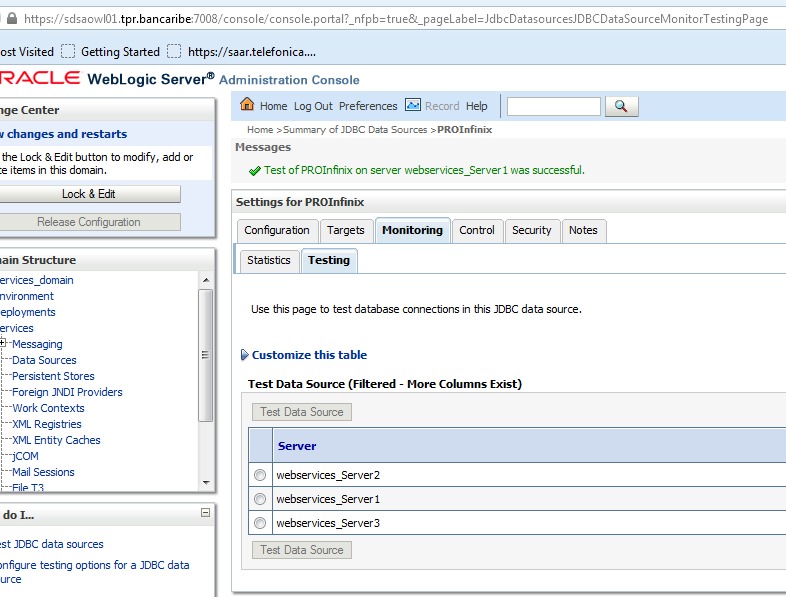 https://sdsaowl01.tpr.bancaribe:7008/console/console.portal?_nfpb=true&_pageLabel=JdbcDatasourcesJDBCDataSourceMonitorTestingPage
ost Visited Getting Started https://saar.telefonica....
RACLE WebLogic Server® Administration Console
nge Center
w changes and restarts
the Lock & Edit button to modify, add or
te items in this domain.
Lock & Edit
Release Configuration
Home Log Out Preferences Record Help
Home >Summary of JDBC Data Sources >PROInfinix
Messages
Test of PROInfinix on server webservices_Server1 was successful.
Settings for PROInfinix
Configuration Targets Monitoring Control Security Notes
Statistics Testing
Use this page to test database connections in this JDBC data source.
Customize this table
Test Data Source (Filtered - More Columns Exist)
Test Data Source
Server
webservices_Server2
webservices_Server1
webservices_Server3
Test Data Source
ain Structure
ervices_domain
nvironment
eployments
ervices
Messaging
Data Sources
Persistent Stores
Foreign JNDI Providers
Work Contexts
XML Registries
XML Entity Caches
jCOM
Mail Sessions
File T3
do I...
est JDBC data sources
onfigure testing options for a JDBC data
ource